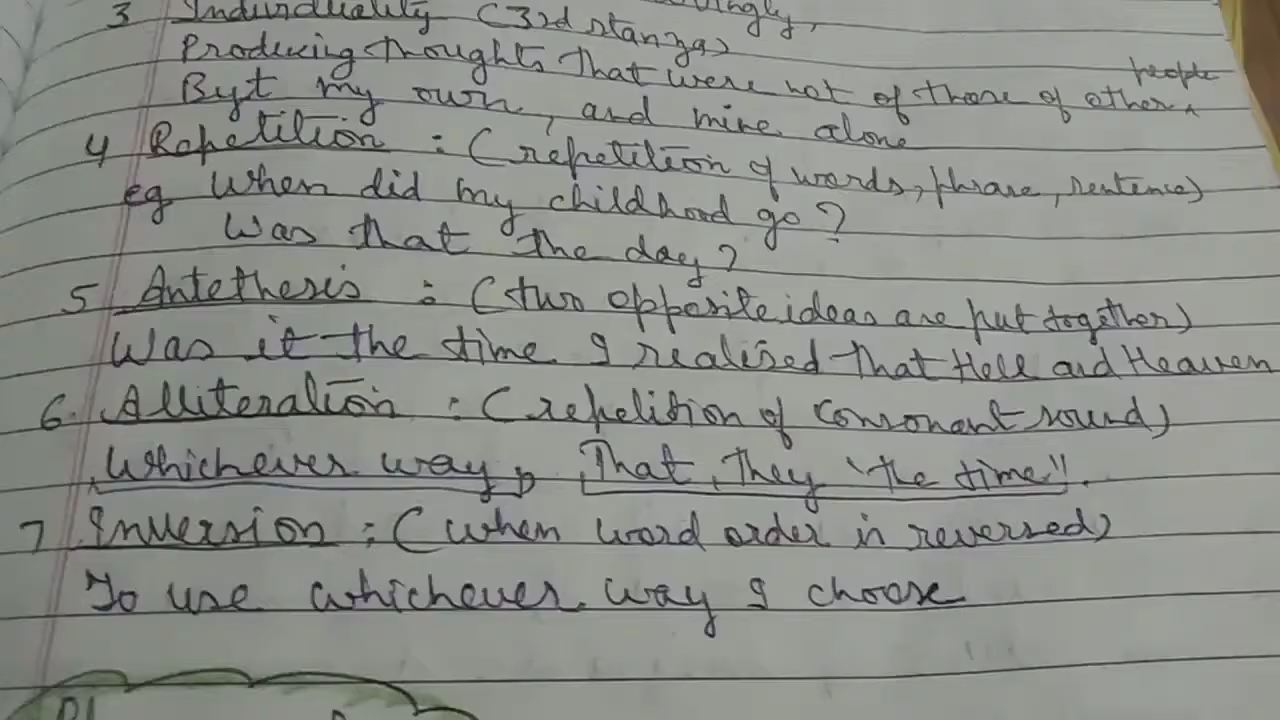 3 Individuality (3rd stanza)
Producing thoughts that were not of those of other people
Byt my own, and mine alone
4 Repetition : (repetition of words, phrase, sentence)
eg When did my childhood go?
Was that the day?
5 Antethesis : (two opposite ideas are put together)
Was it the time I realised that Hell and Heaven
6. Alliteration : (repetition of consonant sound)
Whichever way, That, They "the time".
7 Inversion : (when word order is reversed)
To use whichever way I choose